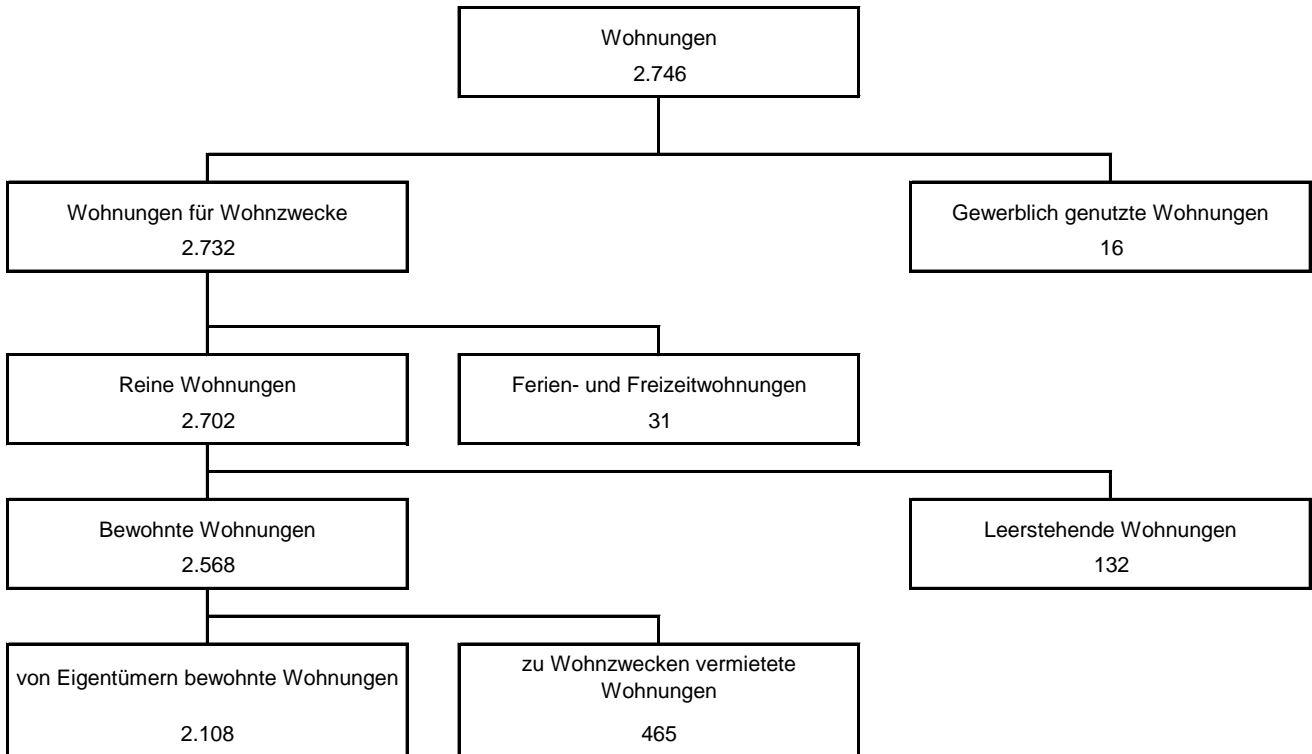 Wohnungen
2.746
Wohnungen für Wohnzwecke
2.732
Gewerblich genutzte Wohnungen
16
Reine Wohnungen
2.702
Ferien- und Freizeitwohnungen
31
Bewohnte Wohnungen
2.568
Leerstehende Wohnungen
132
von Eigentümern bewohnte Wohnungen
2.108
zu Wohnzwecken vermietete
Wohnungen
465